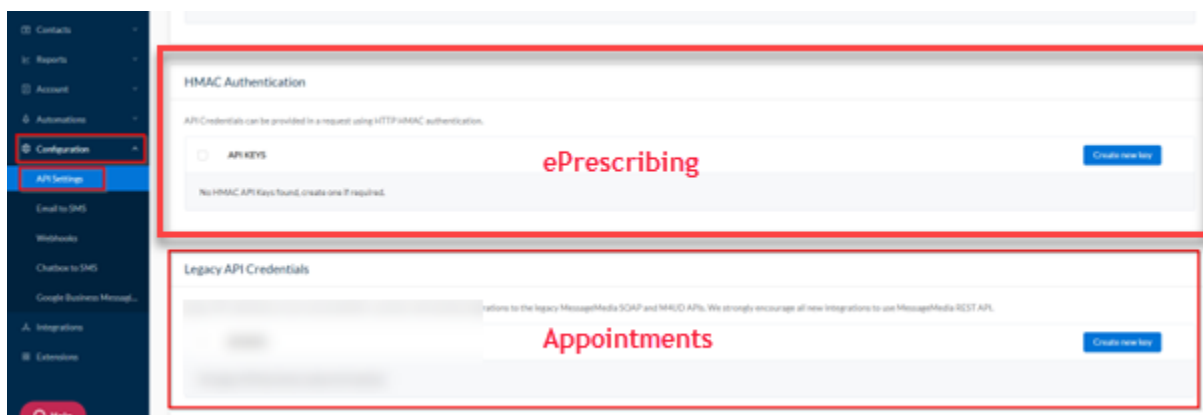 Contacts
Reports
Account
Automations
Configuration
API Settings
Email to SMS
Webhooks
Chatbox to SMS
Google Business Messagi...
Integrations
Extensions
HMAC Authentication
API Credentials can be provided in a request using HTTP HMAC authentication.
API KEYS
Create new key
ePrescribing
No HMAC API Keys found, create one if required.
Legacy API Credentials
rations to the legacy MessageMedia SOAP and M4UD APIs. We strongly encourage all new integrations to use MessageMedia REST API.
Appointments
Create new key